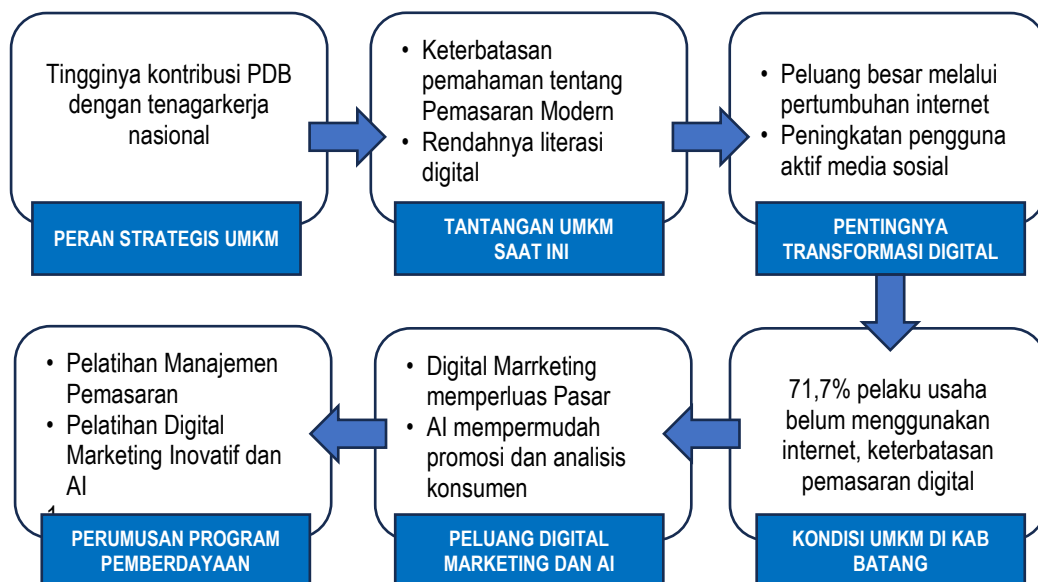 Tingginya kontribusi PDB
dengan tenagarkerja
nasional
PERAN STRATEGIS UMKM
• Keterbatasan
pemahaman tentang
Pemasaran Modern
• Rendahnya literasi
digital
TANTANGAN UMKM
SAAT INI
• Peluang besar melalui
pertumbuhan internet
• Peningkatan pengguna
aktif media sosial
PENTINGNYA
TRANSFORMASI DIGITAL
71,7% pelaku usaha
belum menggunakan
internet, keterbatasan
pemasaran digital
KONDISI UMKM DI KAB
BATANG
• Digital Marrketing
memperluas Pasar
• AI mempermudah
promosi dan analisis
konsumen
PELUANG DIGITAL
MARKETING DAN AI
• Pelatihan Manajemen
Pemasaran
• Pelatihan Digital
Marketing Inovatif dan
AI
PERUMUSAN PROGRAM
PEMBERDAYAAN